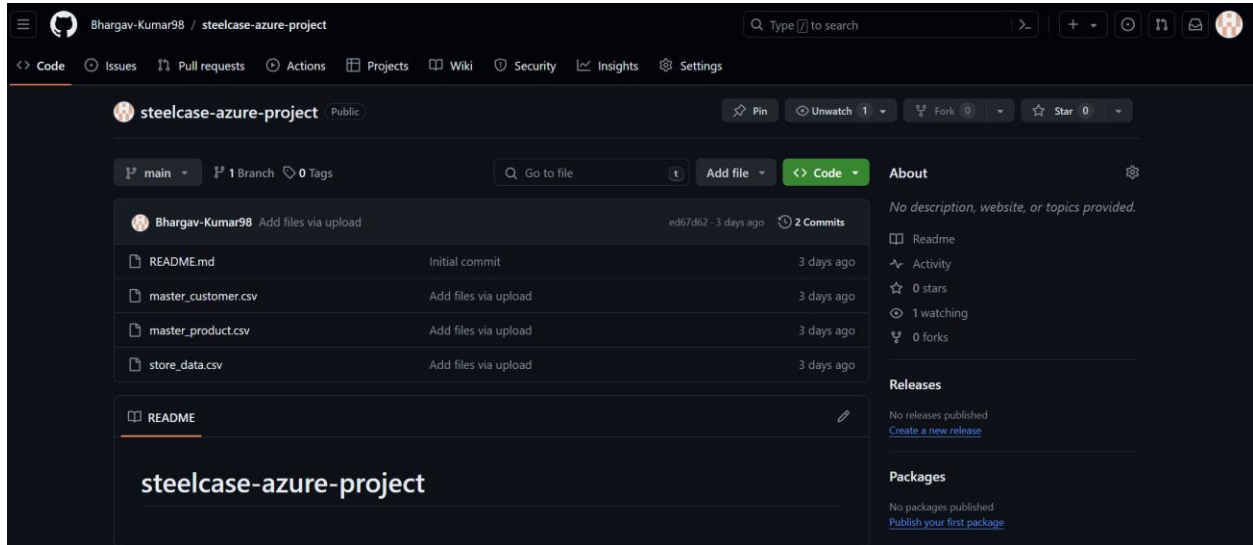 Bhargav-Kumar98 / steelcase-azure-project
Type / to search
Code Issues Pull requests Actions Projects Wiki Security Insights Settings
steelcase-azure-project Public
Pin Unwatch 1 Fork 0 Star 0
main 1 Branch 0 Tags
Go to file t Add file Code
Bhargav-Kumar98 Add files via upload ed67d62 · 3 days ago 2 Commits
README.md Initial commit 3 days ago
master_customer.csv Add files via upload 3 days ago
master_product.csv Add files via upload 3 days ago
store_data.csv Add files via upload 3 days ago
README
steelcase-azure-project
About
No description, website, or topics provided.
Readme
Activity
0 stars
1 watching
0 forks
Releases
No releases published
Create a new release
Packages
No packages published
Publish your first package